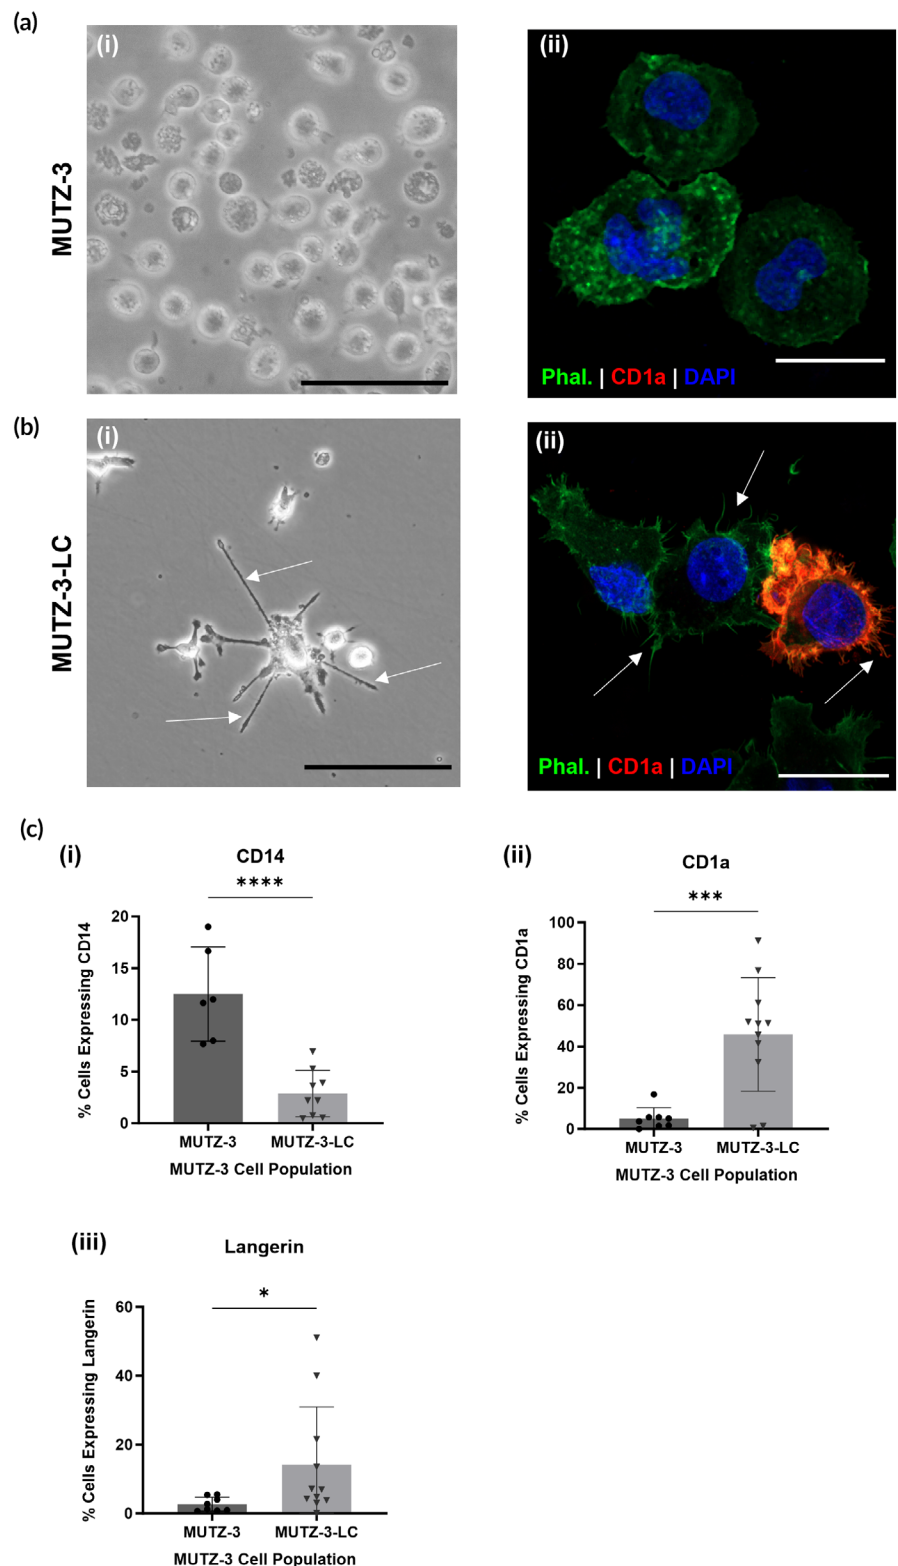 (a)
(i)
(ii)
MUTZ-3
Phal. | CD1a | DAPI
(b)
(i)
(ii)
MUTZ-3-LC
Phal. | CD1a | DAPI
(c)
(i)
CD14
****
% Cells Expressing CD14
20
15
10
5
0
MUTZ-3
MUTZ-3-LC
MUTZ-3 Cell Population
(ii)
CD1a
***
% Cells Expressing CD1a
100
80
60
40
20
0
MUTZ-3
MUTZ-3-LC
MUTZ-3 Cell Population
(iii)
Langerin
*
% Cells Expressing Langerin
60
40
20
0
MUTZ-3
MUTZ-3-LC
MUTZ-3 Cell Population